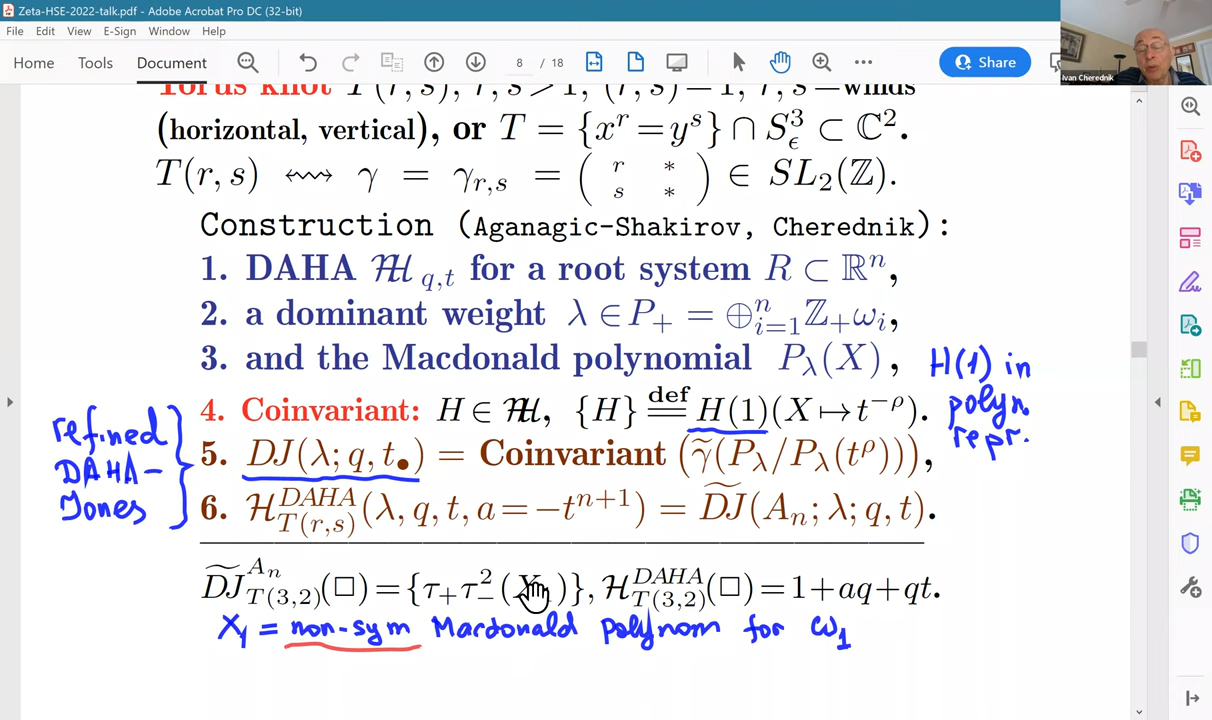 Zeta-HSE-2022-talk.pdf - Adobe Acrobat Pro DC (32-bit)
File Edit View E-Sign Window Help
Home Tools Document 8 / 18 Share
Ivan Cherednik
Torus knot T(r, s), r, s > 1, (r, s) = 1, r, s = winds
(horizontal, vertical), or T = {x^r = y^s} ∩ S^3_ϵ ⊂ ℂ^2.
T(r, s) ⟷ γ = γ_{r,s} = ( r * ; s * ) ∈ SL_2(ℤ).
Construction (Aganagic-Shakirov, Cherednik):
1. DAHA ℋℋ_{q,t} for a root system R ⊂ ℝ^n,
2. a dominant weight λ ∈ P_+ = ⊕^n_{i=1} ℤ_+ω_i,
3. and the Macdonald polynomial P_λ(X),
H(1) in
polyn.
repr.
4. Coinvariant: H ∈ ℋℋ, {H} def= H(1)(X ↦ t^{-ρ}).
refined
DAHA-
Jones
5. DJ(λ; q, t_•) = Coinvariant (γ̃(P_λ/P_λ(t^ρ))),
6. ℋ^{DAHA}_{T(r,s)}(λ, q, t, a = -t^{n+1}) = D̃J(A_n; λ; q, t).
D̃J^{A_n}_{T(3,2)}(□) = {τ_+τ_-^2(X)}, ℋ^{DAHA}_{T(3,2)}(□) = 1+aq+qt.
X_1 = non-sym Macdonald polynom for ω_1